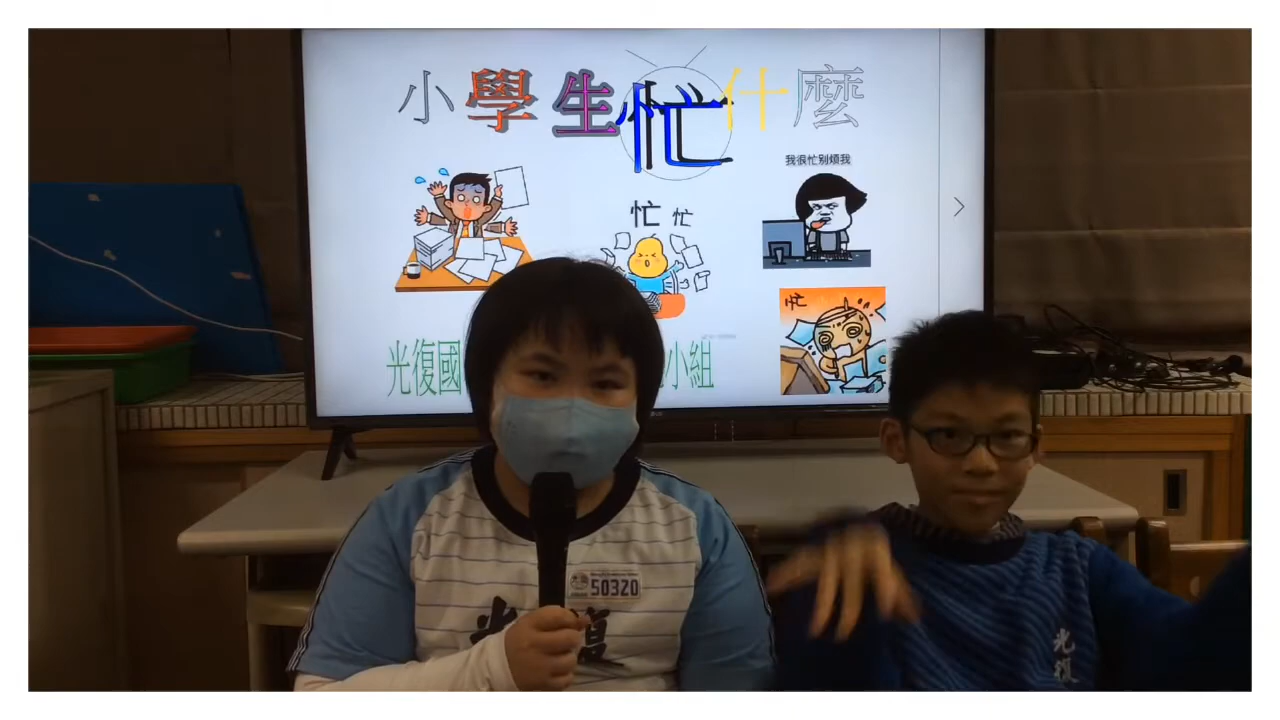 小學生忙什麼
我很忙別煩我
忙 忙
忙
光復國
小組
50320
光復
光復